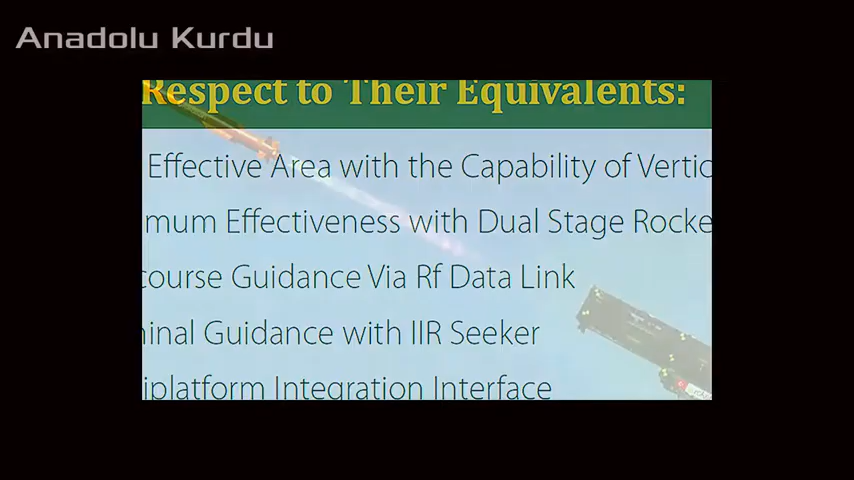 Anadolu Kurdu
Respect to Their Equivalents:
Effective Area with the Capability of Vertic
mum Effectiveness with Dual Stage Rocke
course Guidance Via Rf Data Link
inal Guidance with IIR Seeker
iplatform Integration Interface